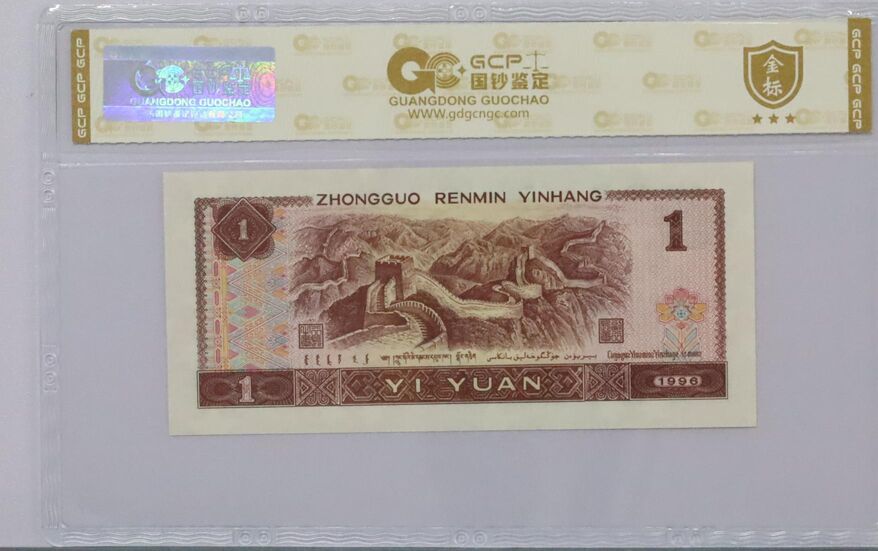 GCP GCP GCP
GCP
国钞鉴定
GUANGDONG GUOCHAO
GUANGDONG GUOCHAO
www.gdgcngc.com
金标
GCP GCP GCP
ZHONGGUO RENMIN YINHANG
1
1
1
YI YUAN
1996